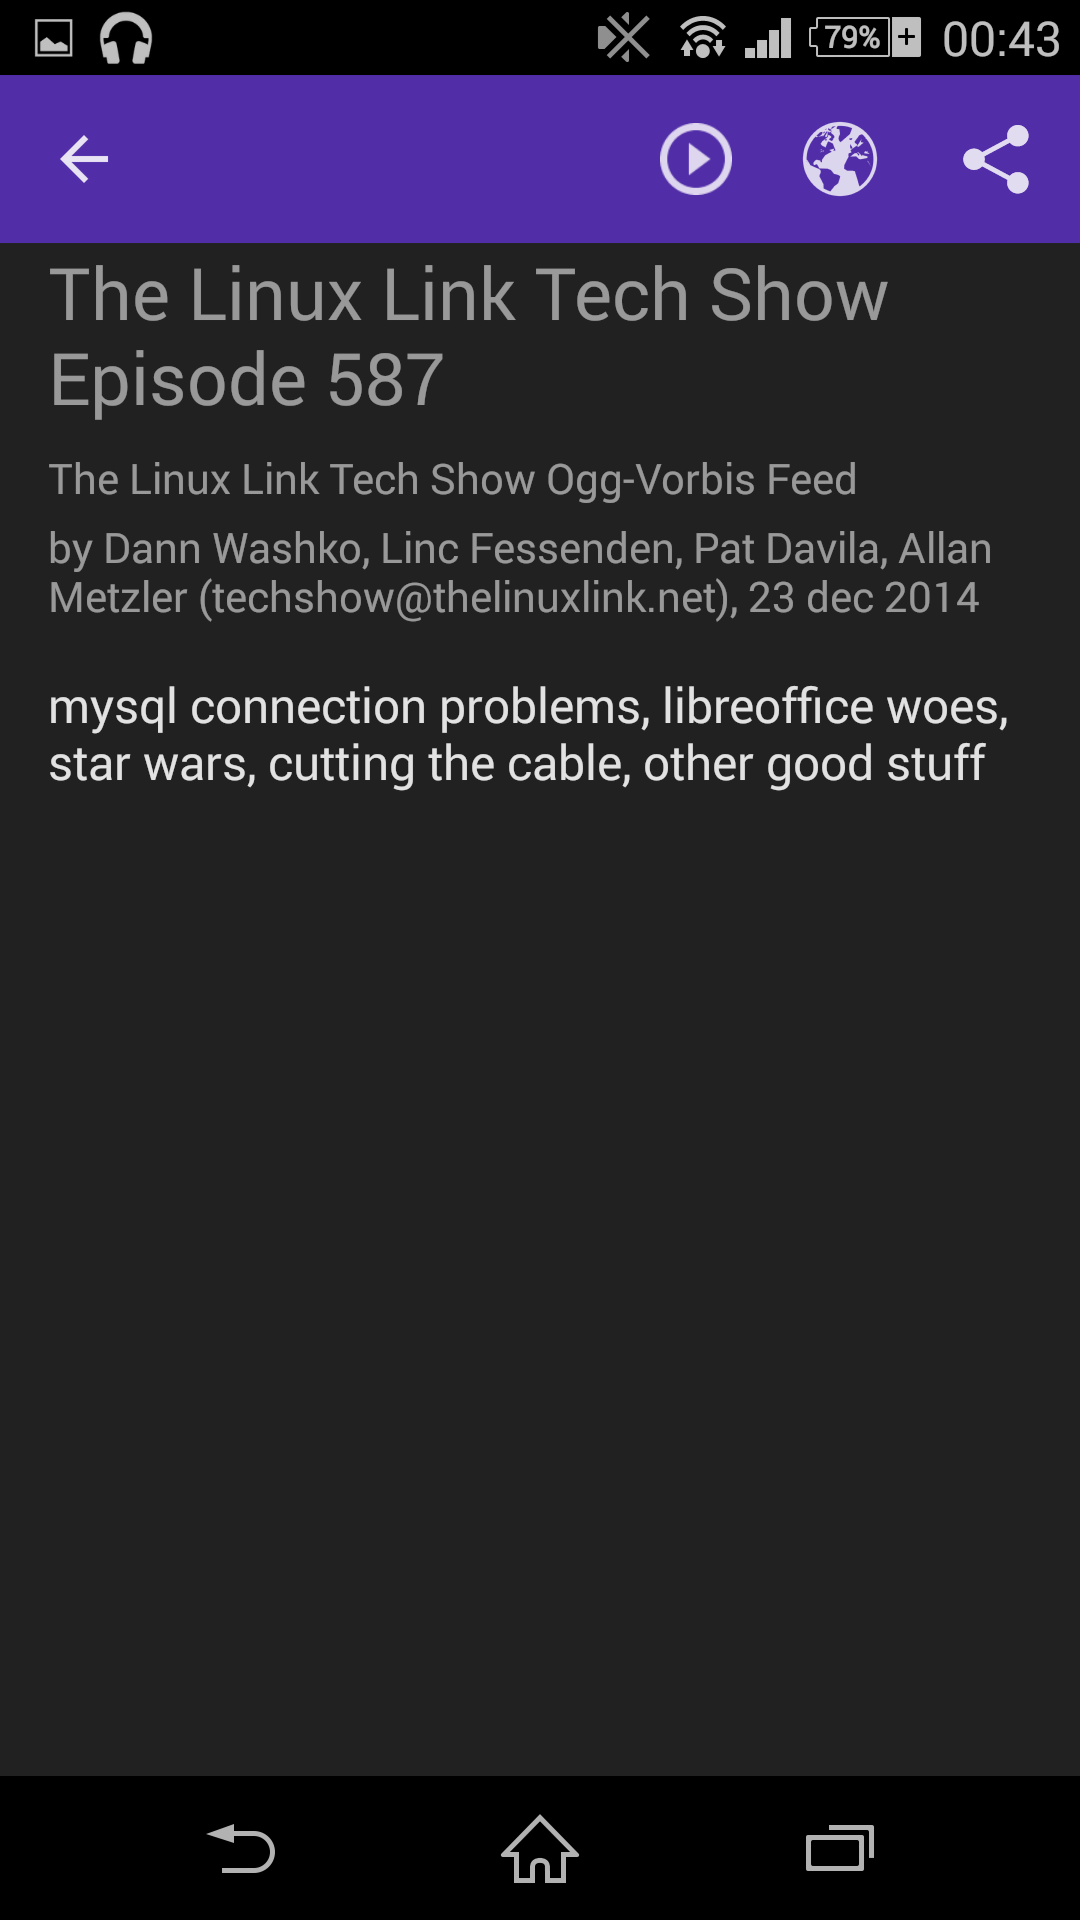 79%
00:43
The Linux Link Tech Show
Episode 587
The Linux Link Tech Show Ogg-Vorbis Feed
by Dann Washko, Linc Fessenden, Pat Davila, Allan
Metzler (techshow@thelinuxlink.net), 23 dec 2014
mysql connection problems, libreoffice woes,
star wars, cutting the cable, other good stuff